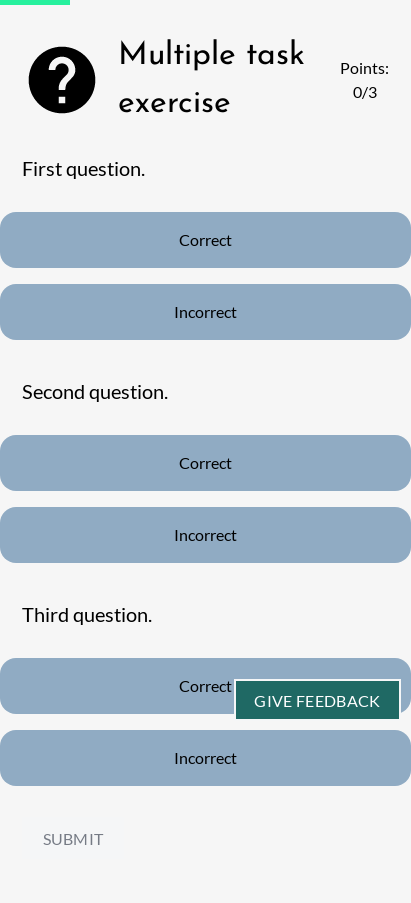 Multiple task
exercise
Points:
0/3
First question.
Correct
Incorrect
Second question.
Correct
Incorrect
Third question.
Correct
GIVE FEEDBACK
Incorrect
SUBMIT